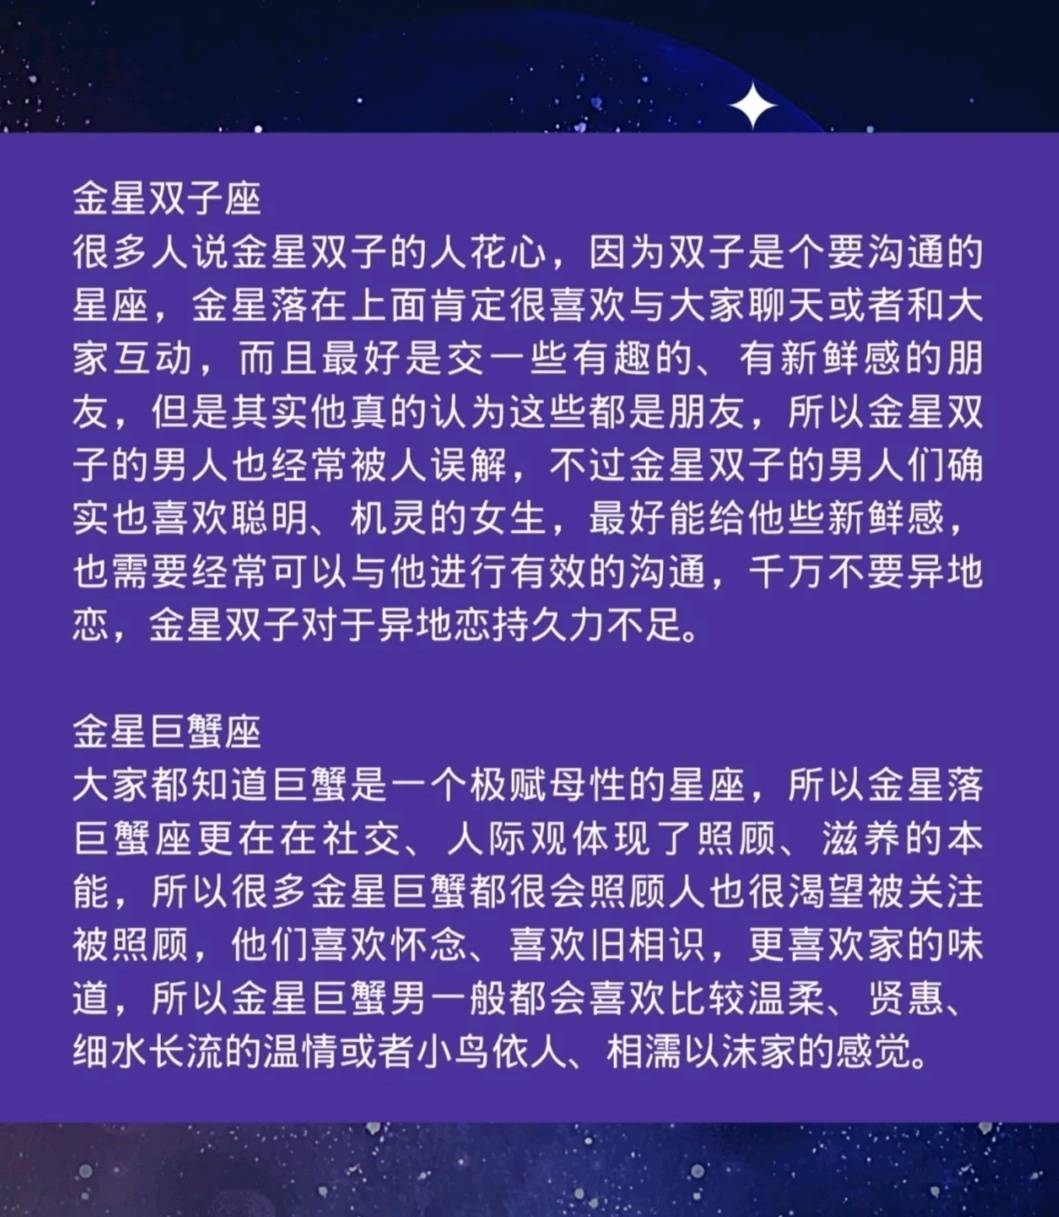 金星双子座
很多人说金星双子的人花心，因为双子是个要沟通的
星座，金星落在上面肯定很喜欢与大家聊天或者和大
家互动，而且最好是交一些有趣的、有新鲜感的朋
友，但是其实他真的认为这些都是朋友，所以金星双
子的男人也经常被人误解，不过金星双子的男人们确
实也喜欢聪明、机灵的女生，最好能给他些新鲜感，
也需要经常可以与他进行有效的沟通，千万不要异地
恋，金星双子对于异地恋持久力不足。
金星巨蟹座
大家都知道巨蟹是一个极赋母性的星座，所以金星落
巨蟹座更在在社交、人际观体现了照顾、滋养的本
能，所以很多金星巨蟹都很会照顾人也很渴望被关注
被照顾，他们喜欢怀念、喜欢旧相识，更喜欢家的味
道，所以金星巨蟹男一般都会喜欢比较温柔、贤惠、
细水长流的温情或者小鸟依人、相濡以沫家的感觉。